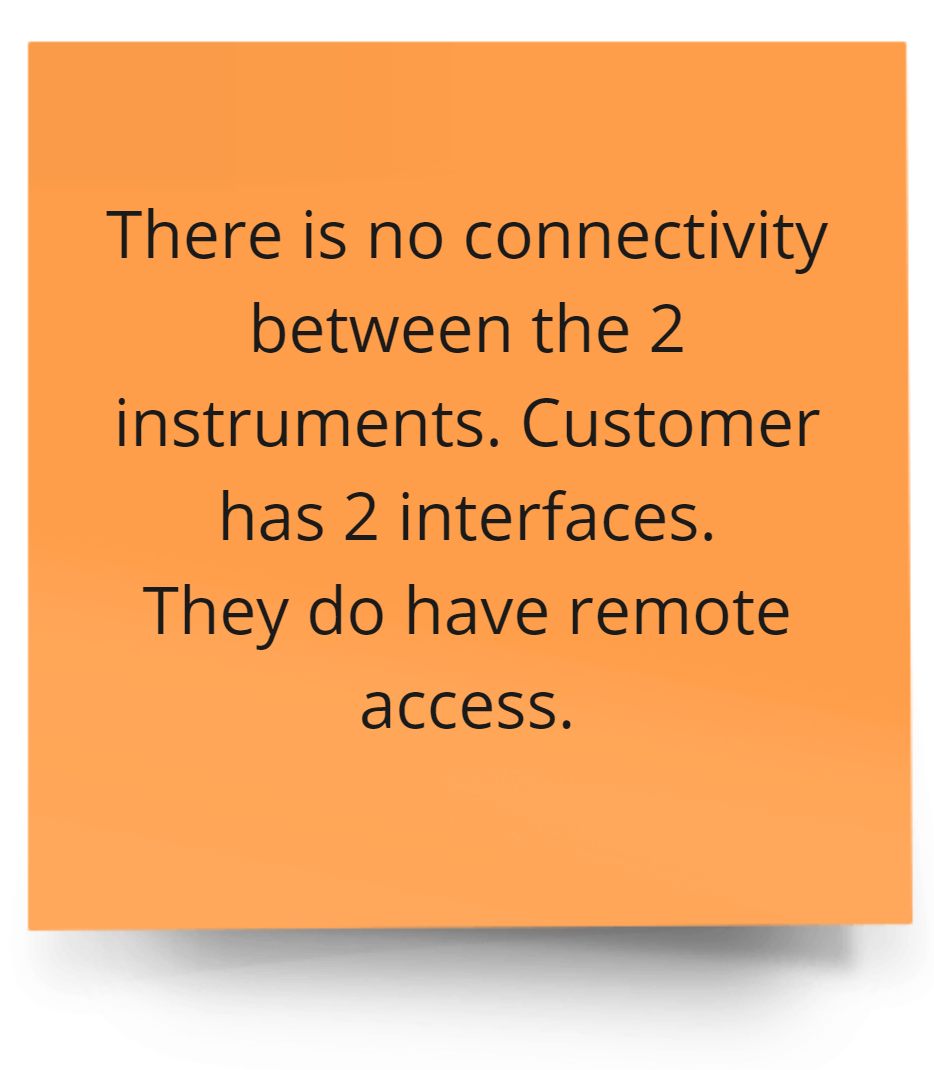 There is no connectivity
between the 2
instruments. Customer
has 2 interfaces.
They do have remote
access.